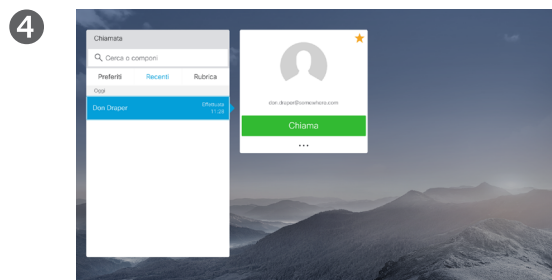 4
Chiamata
Cerca o componi
Preferiti Recenti Rubrica
Oggi
Don Draper Effettuata
11:28
don.draper@somewhere.com
Chiama
...